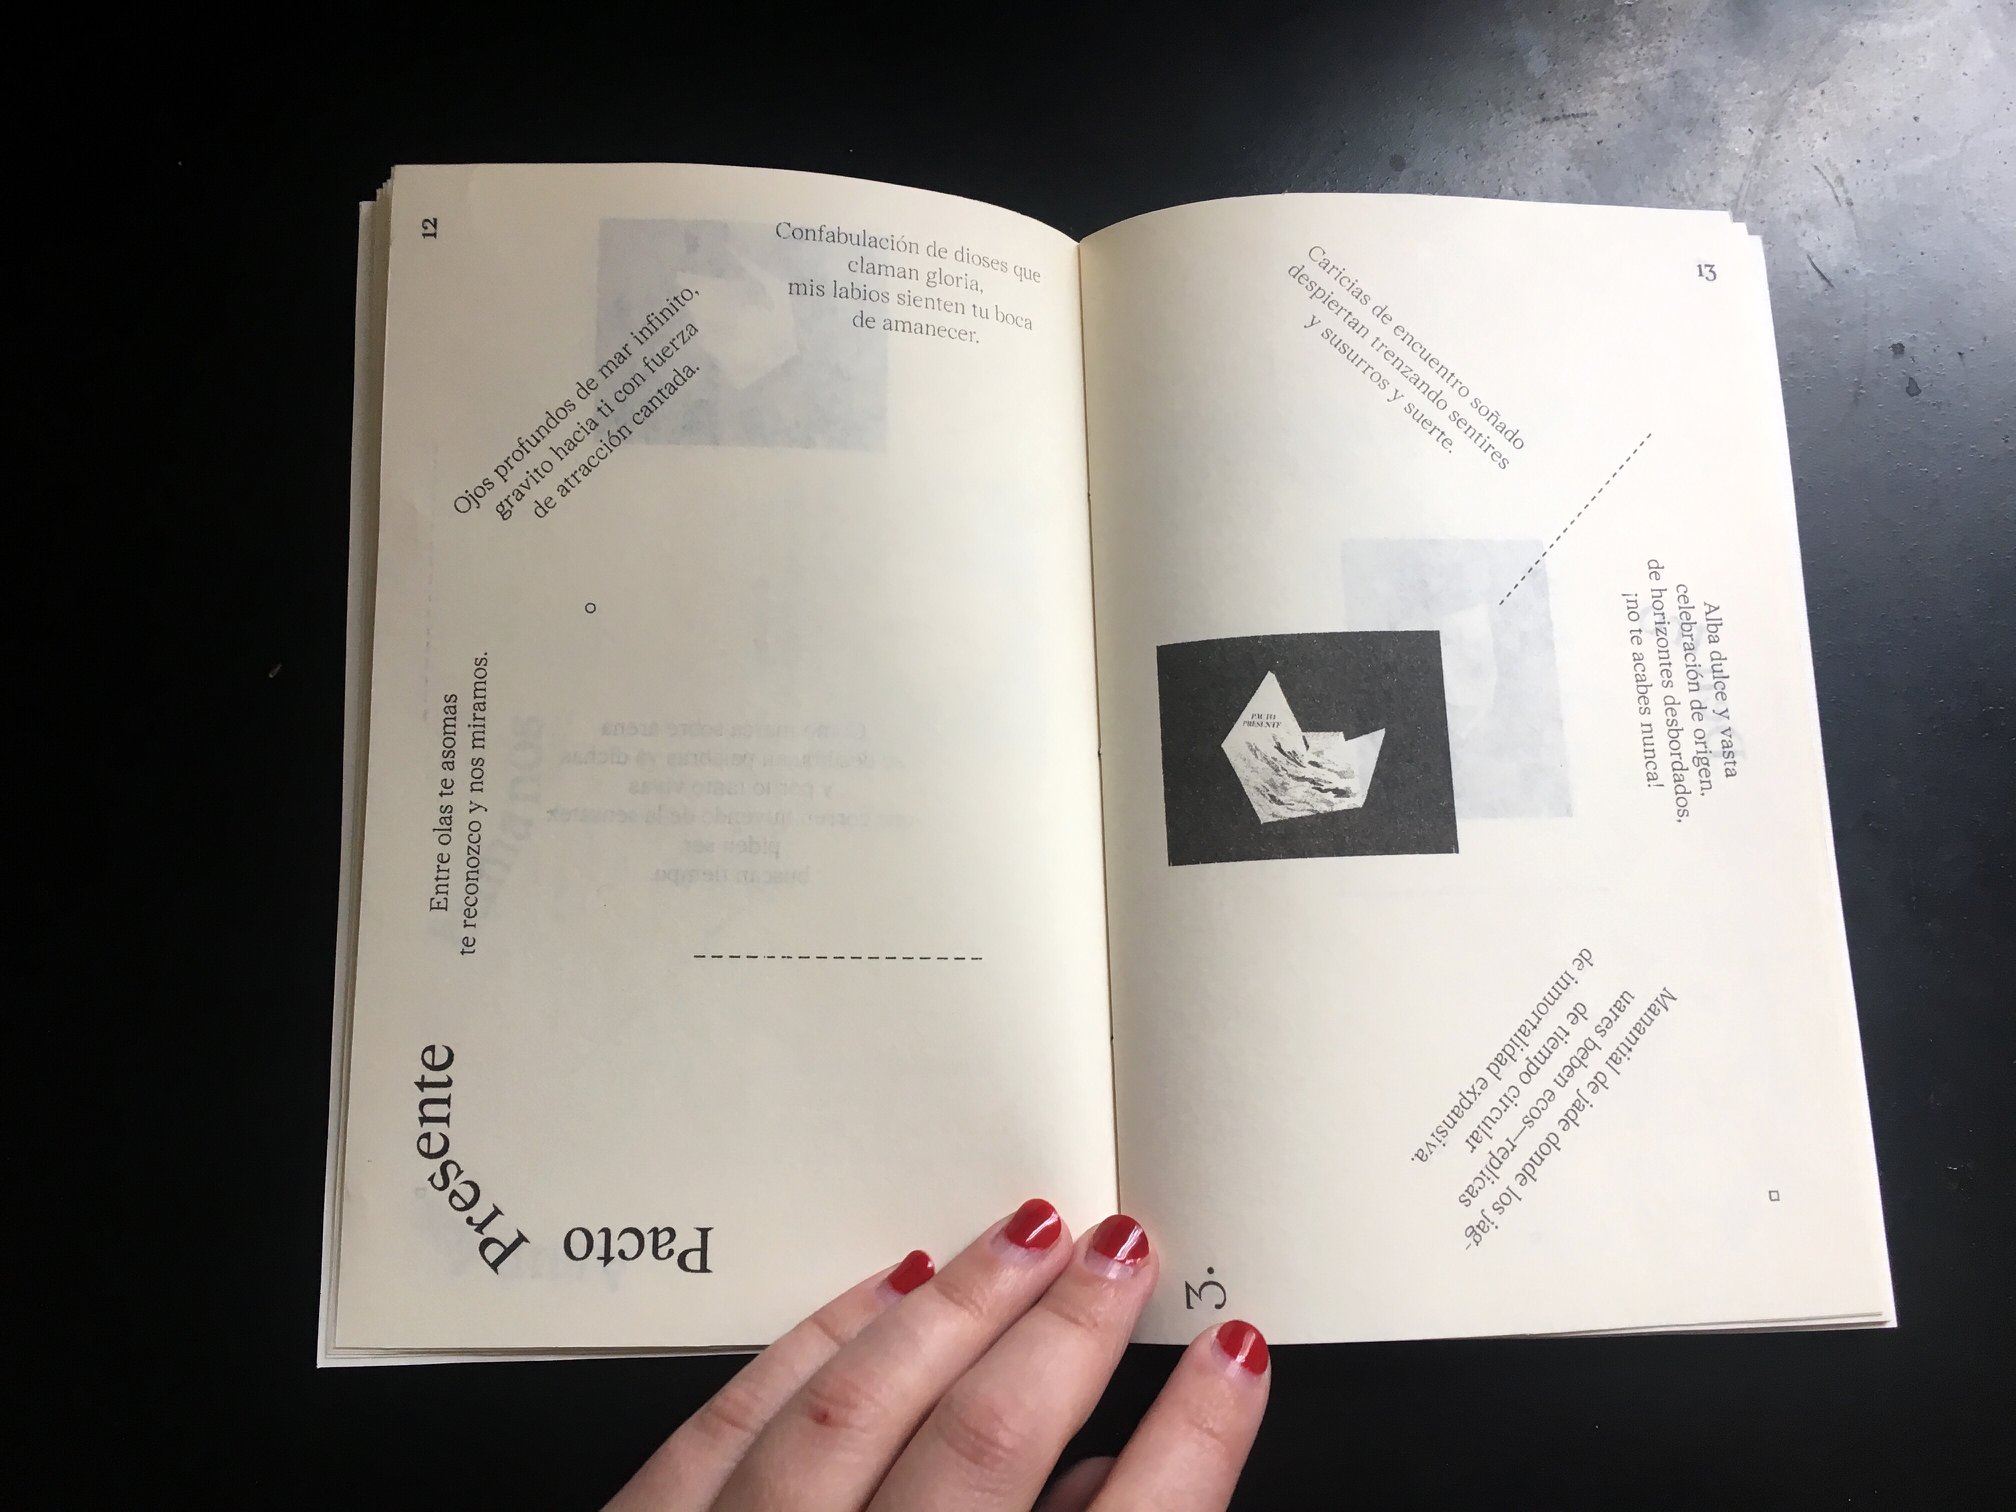 12
Pacto
Presente
Entre olas te asomas
te reconozco y nos miramos.
Ojos profundos de mar infinito,
gravito hacia ti con fuerza
de atracción cantada.
Confabulación de dioses que
claman gloria,
mis labios sienten tu boca
de amanecer.
13
Caricias de encuentro soñado
despiertan trenzando sentires
y susurros y suerte.
Alba dulce y vasta
celebración de origen,
de horizontes desbordados,
¡no te acabes nunca!
Manantial de jade donde los jag-
uares beben ecos—replicas
de tiempo circular
de inmortalidad expansiva.
PACTO
PRESENTE
3.